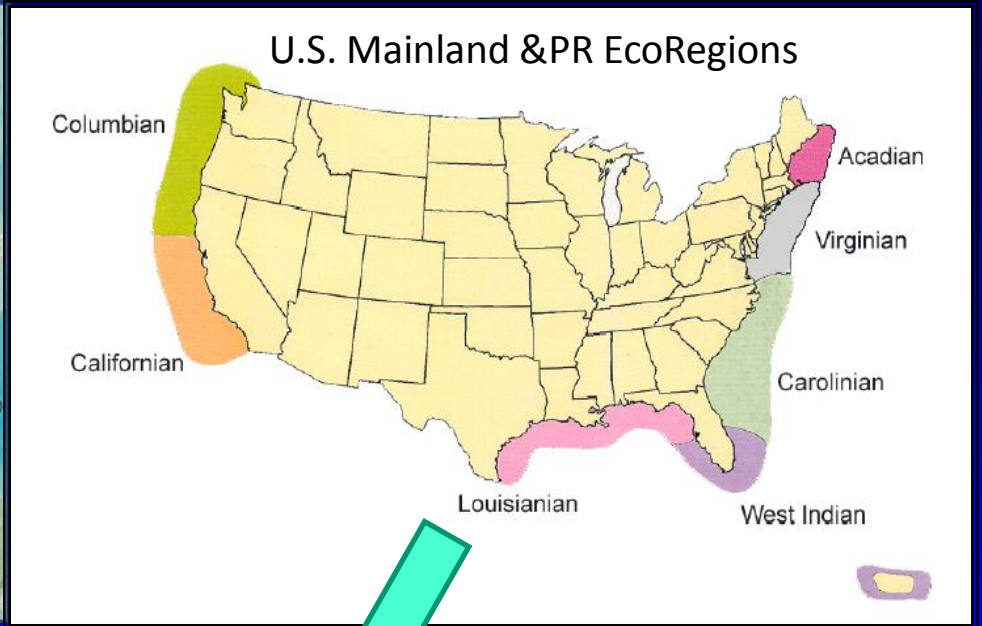 U.S. Mainland &PR EcoRegions
Columbian
Acadian
Virginian
Californian
Carolinian
Louisianian
West Indian